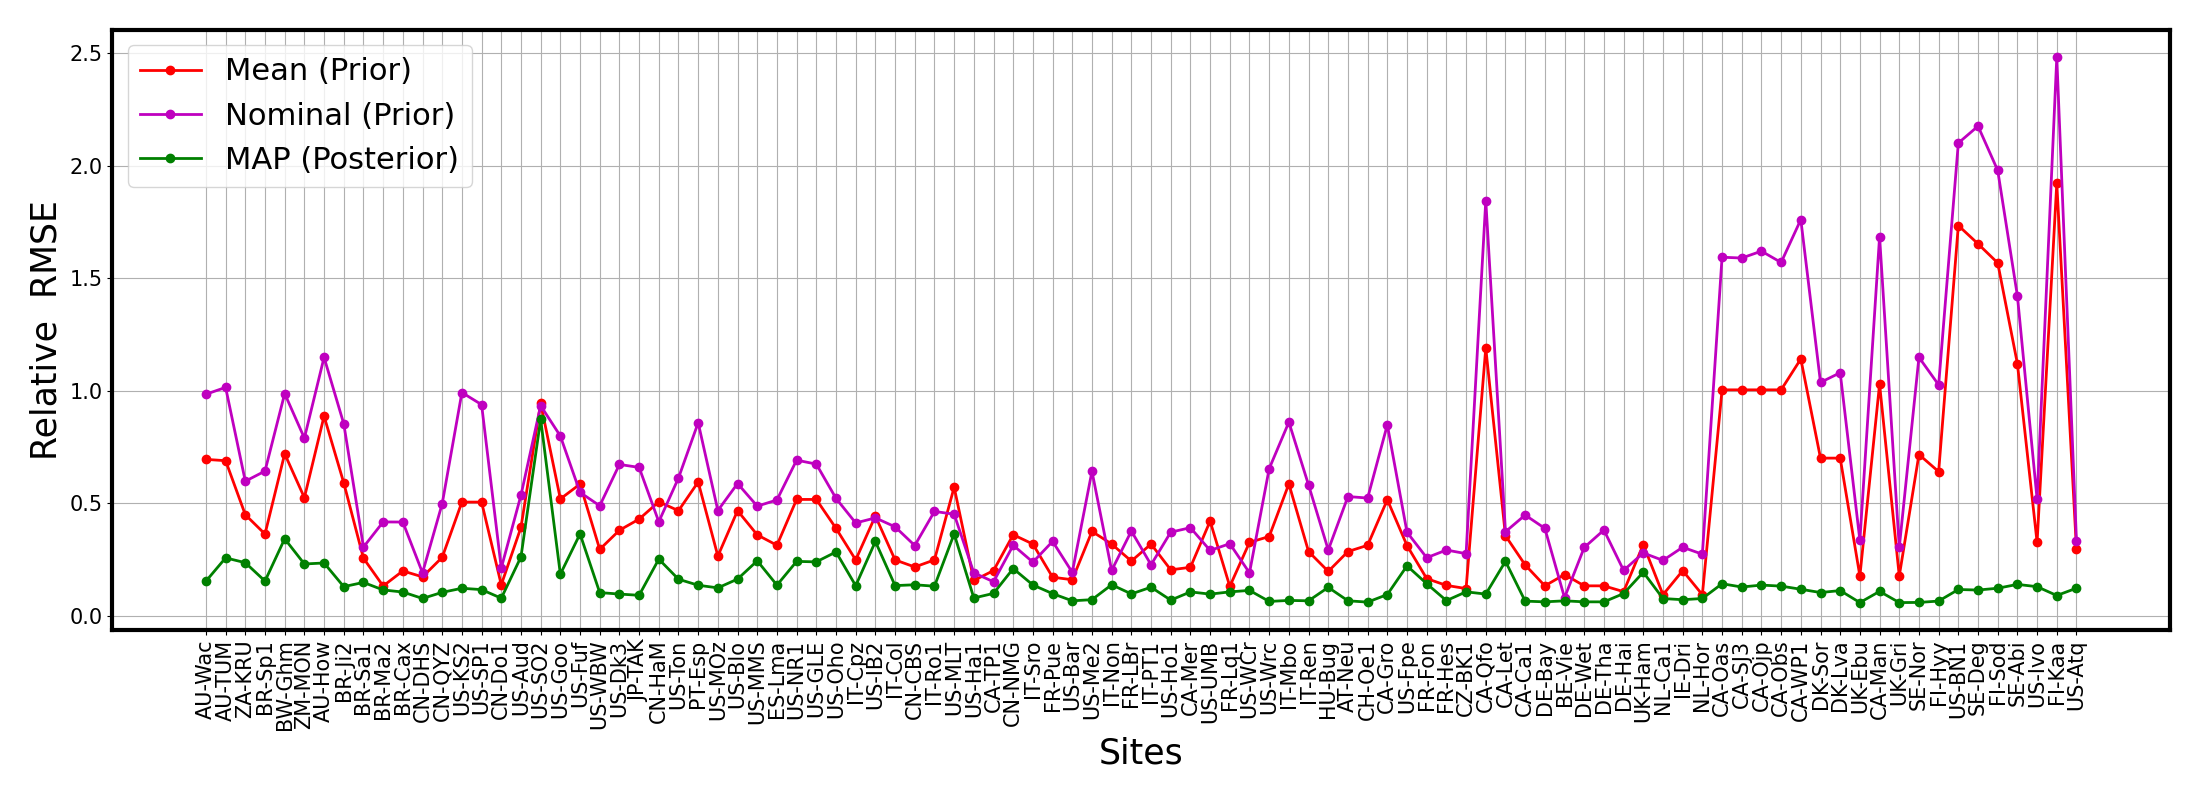 Mean (Prior)
Nominal (Prior)
MAP (Posterior)
Relative RMSE
2.5
2.0
1.5
1.0
0.5
0.0
AU-Wac
AU-TUM
ZA-KRU
BR-Sp1
BW-Ghm
ZM-MON
AU-How
BR-Ji2
BR-Sa1
BR-Ma2
BR-Cax
CN-DHS
CN-QYZ
US-KS2
US-SP1
CN-Do1
US-Aud
US-SO2
US-Goo
US-Fuf
US-WBW
US-Dk3
JP-TAK
CN-HaM
US-Ton
PT-Esp
US-MOz
US-Blo
US-MMS
ES-Lma
US-NR1
US-GLE
US-Oho
IT-Cpz
US-IB2
IT-Col
CN-CBS
IT-Ro1
US-MLT
US-Ha1
CA-TP1
CN-NMG
IT-Sro
FR-Pue
US-Bar
US-Me2
IT-Non
FR-LBr
IT-PT1
US-Ho1
CA-Mer
US-UMB
FR-Lq1
US-WCr
US-Wrc
IT-Mbo
IT-Ren
HU-Bug
AT-Neu
CH-Oe1
CA-Gro
US-Fpe
FR-Fon
FR-Hes
CZ-BK1
CA-Qfo
CA-Let
CA-Ca1
DE-Bay
BE-Vie
DE-Wet
DE-Tha
DE-Hai
UK-Ham
NL-Ca1
IE-Dri
NL-Hor
CA-Oas
CA-SJ3
CA-Ojp
CA-Obs
CA-WP1
DK-Sor
DK-Lva
UK-Ebu
CA-Man
UK-Gri
SE-Nor
FI-Hyy
US-BN1
SE-Deg
FI-Sod
SE-Abi
US-Ivo
FI-Kaa
US-Atq
Sites